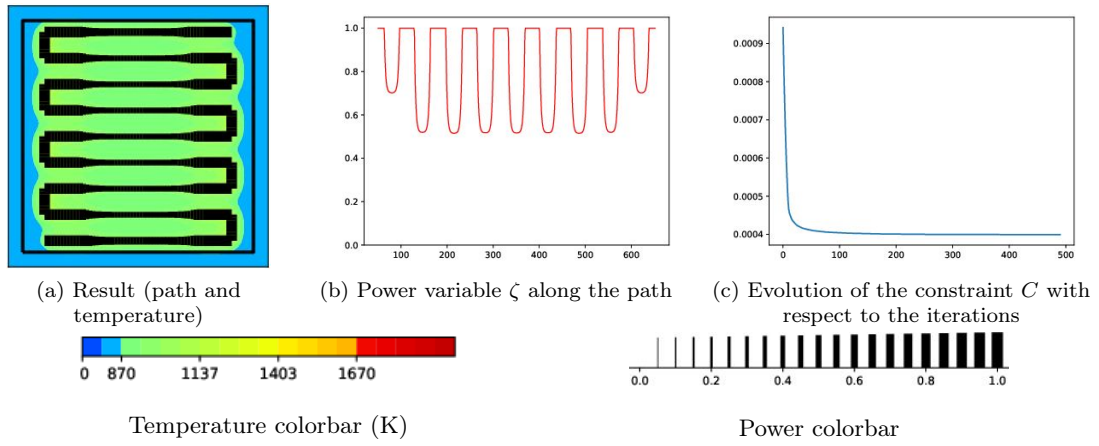 1.0
0.8
0.6
0.4
0.2
0.0
100 200 300 400 500 600
0.0009
0.0008
0.0007
0.0006
0.0005
0.0004
0 100 200 300 400 500
(a) Result (path and
temperature)
(b) Power variable ζ along the path
(c) Evolution of the constraint C with
respect to the iterations
0 870 1137 1403 1670
Temperature colorbar (K)
0.0 0.2 0.4 0.6 0.8 1.0
Power colorbar